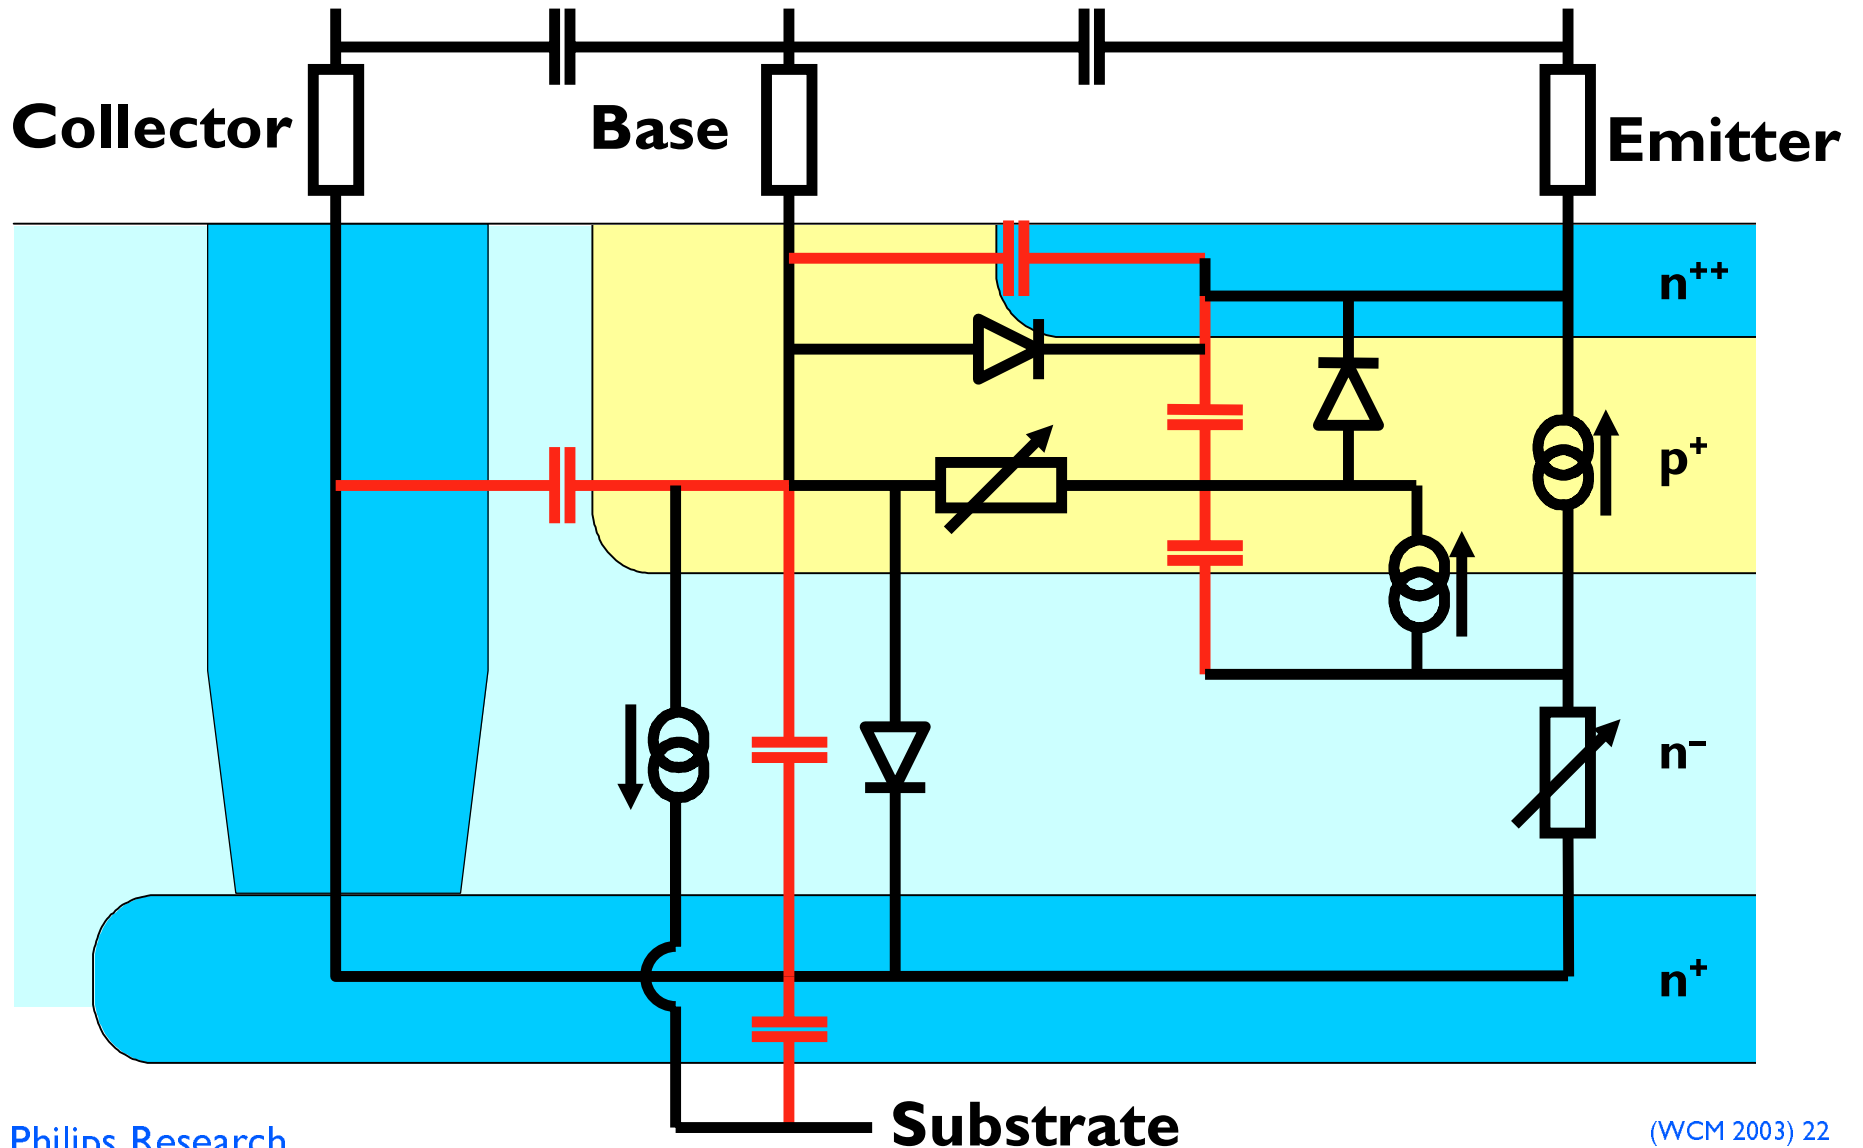 Collector
Base
Emitter
n++
p+
n–
n+
Substrate
Philips Research
(WCM 2003) 22